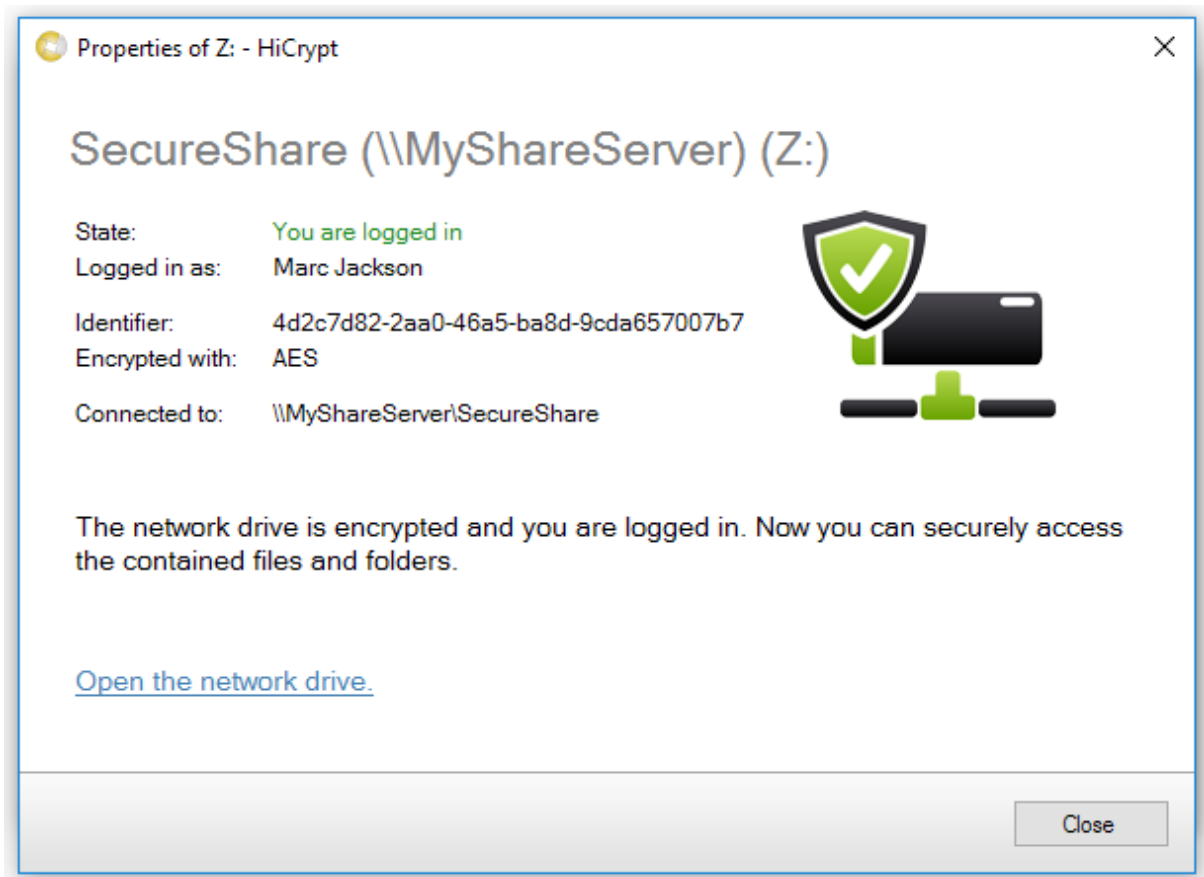 Properties of Z: - HiCrypt
SecureShare (\\MyShareServer) (Z:)
State: You are logged in
Logged in as: Marc Jackson
Identifier: 4d2c7d82-2aa0-46a5-ba8d-9cda657007b7
Encrypted with: AES
Connected to: \\MyShareServer\SecureShare
The network drive is encrypted and you are logged in. Now you can securely access
the contained files and folders.
Open the network drive.
Close